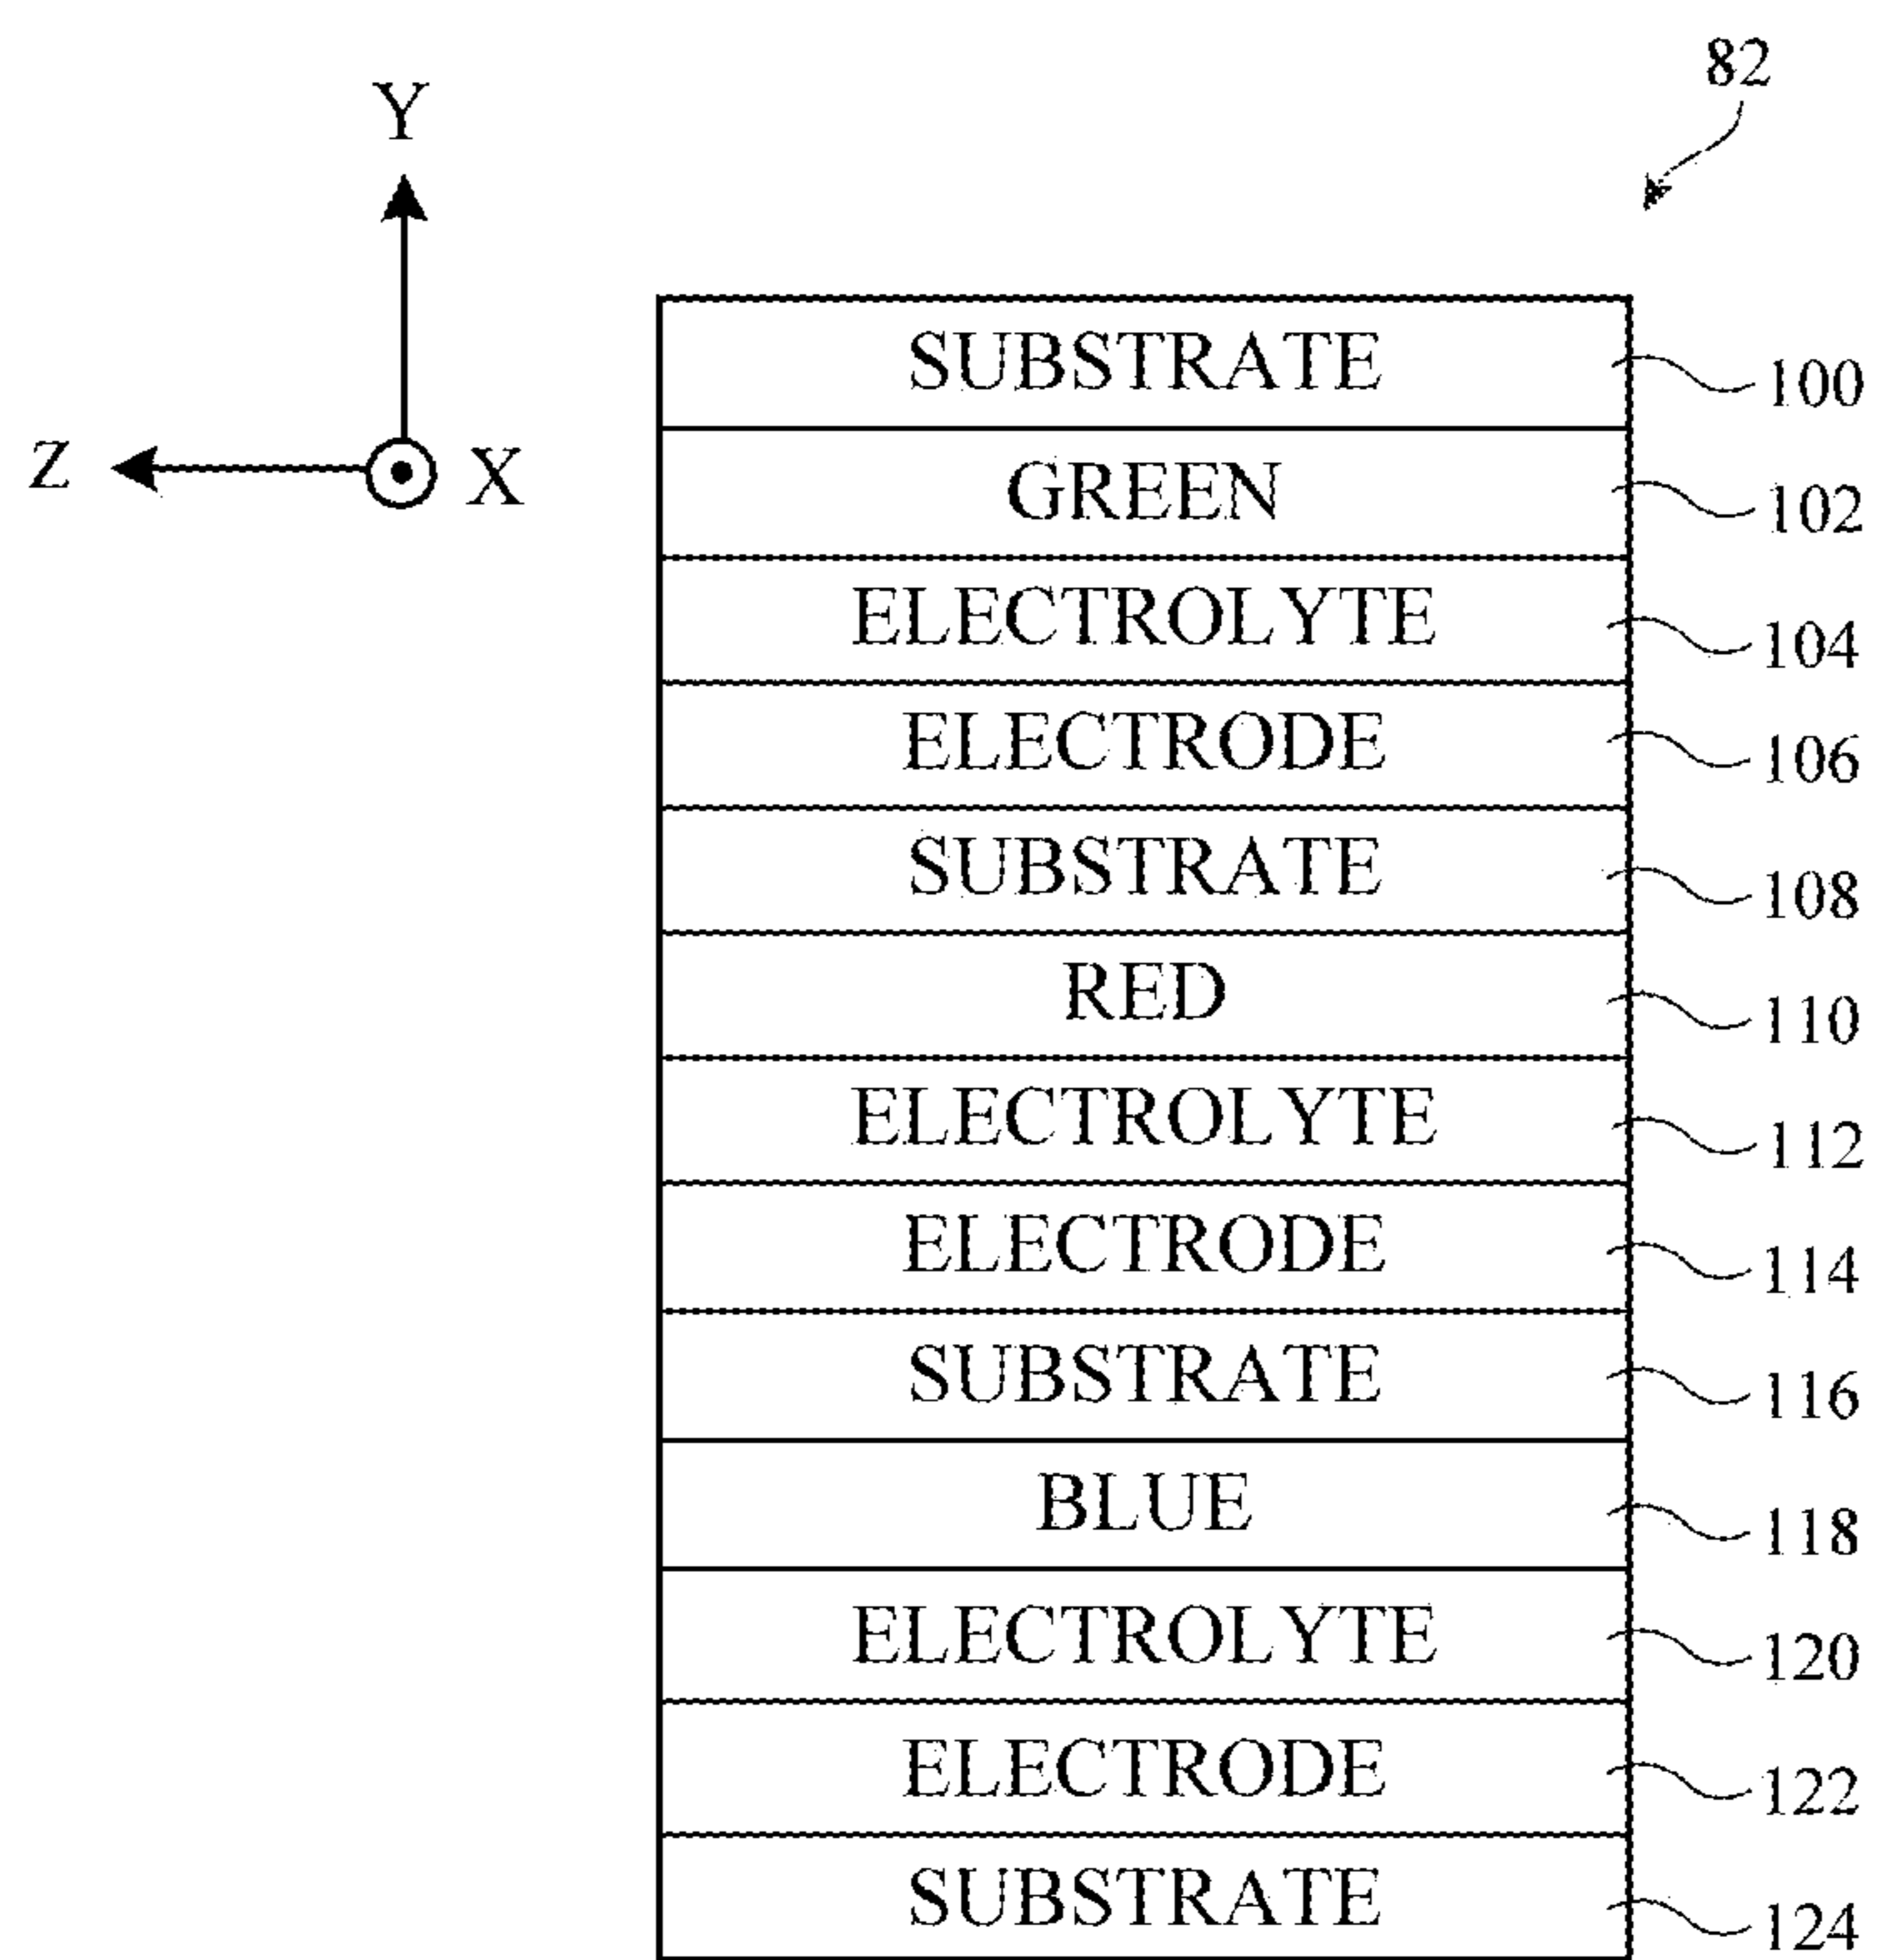 82
Y
Z
X
SUBSTRATE 100
GREEN 102
ELECTROLYTE 104
ELECTRODE 106
SUBSTRATE 108
RED 110
ELECTROLYTE 112
ELECTRODE 114
SUBSTRATE 116
BLUE 118
ELECTROLYTE 120
ELECTRODE 122
SUBSTRATE 124